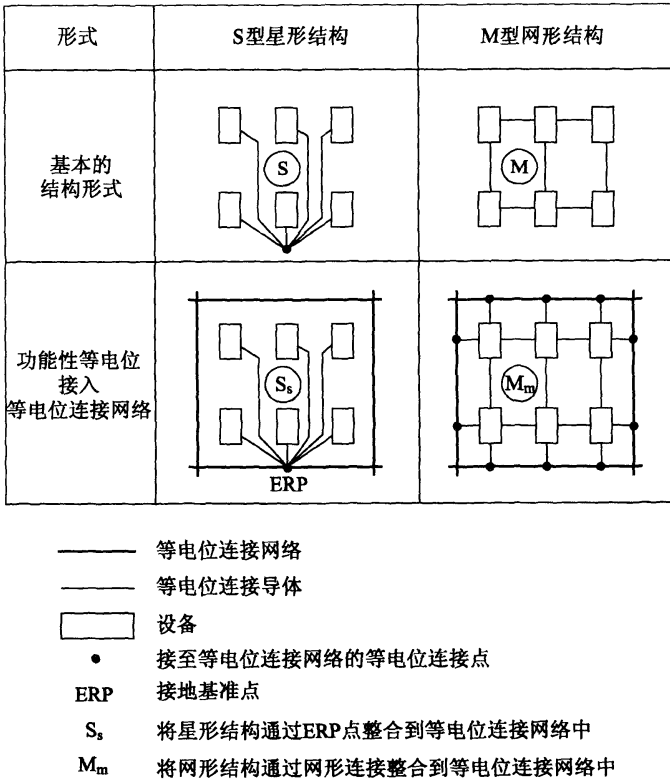 形式
S型星形结构
M型网形结构
基本的
结构形式
S
M
功能性等电位
接入
等电位连接网络
Ss
Mm
ERP
等电位连接网络
等电位连接导体
设备
接至等电位连接网络的等电位连接点
ERP 接地基准点
Ss 将星形结构通过ERP点整合到等电位连接网络中
Mm 将网形结构通过网形连接整合到等电位连接网络中